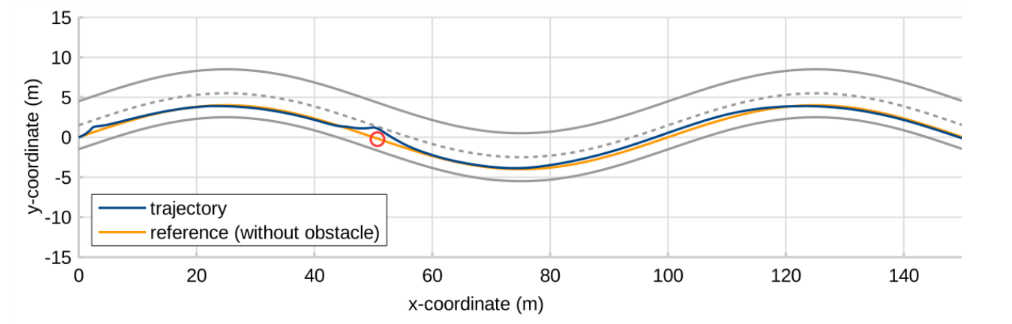 y-coordinate (m)
15
10
5
0
-5
-10
-15
trajectory
reference (without obstacle)
0 20 40 60 80 100 120 140
x-coordinate (m)